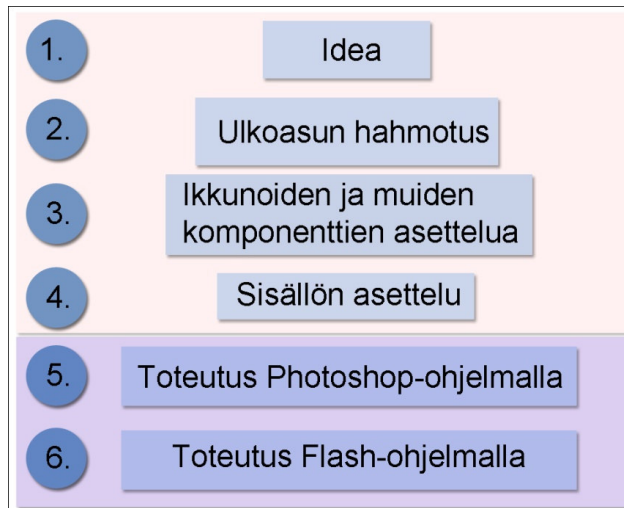 1. Idea
2. Ulkoasun hahmotus
3. Ikkunoiden ja muiden
komponenttien asettelua
4. Sisällön asettelu
5. Toteutus Photoshop-ohjelmalla
6. Toteutus Flash-ohjelmalla